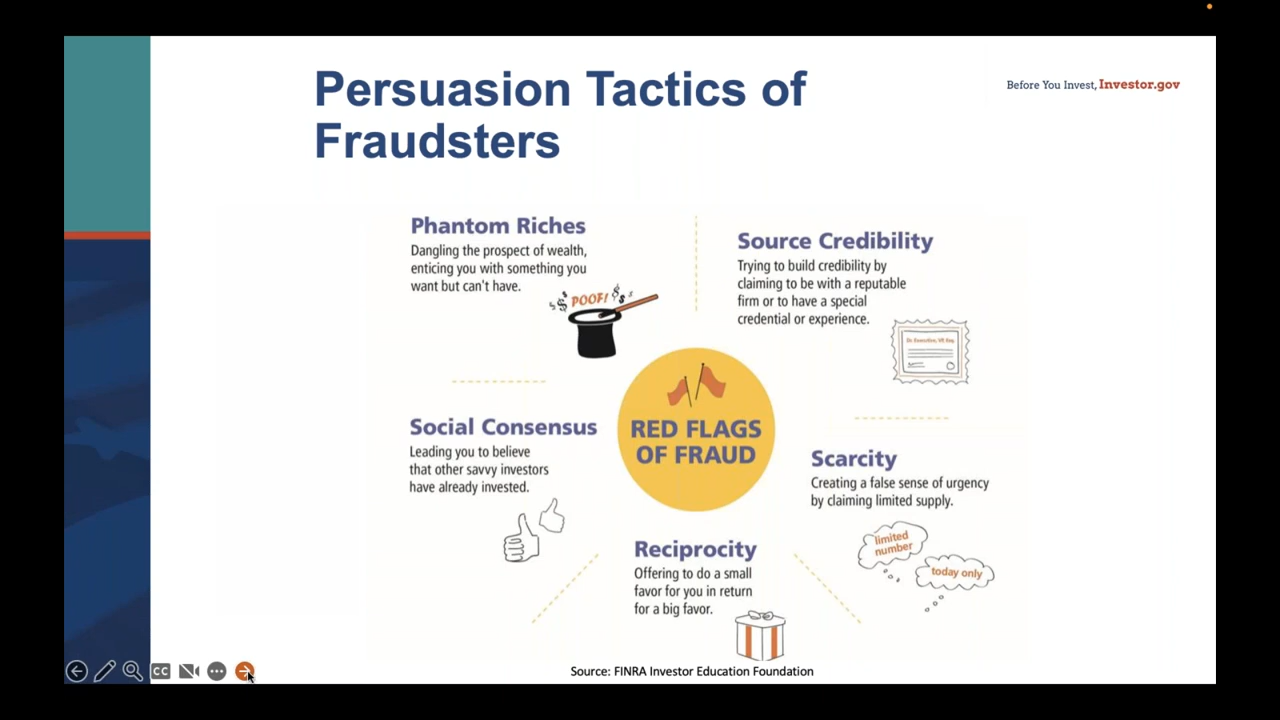 Persuasion Tactics of
Fraudsters
Before You Invest, Investor.gov
Phantom Riches
Dangling the prospect of wealth,
enticing you with something you
want but can't have.
$ $ POOF! $ $ $
Source Credibility
Trying to build credibility by
claiming to be with a reputable
firm or to have a special
credential or experience.
Dr. Executive, VP, Esq.
RED FLAGS
OF FRAUD
Social Consensus
Leading you to believe
that other savvy investors
have already invested.
Scarcity
Creating a false sense of urgency
by claiming limited supply.
limited
number
today only
Reciprocity
Offering to do a small
favor for you in return
for a big favor.
CC
Source: FINRA Investor Education Foundation